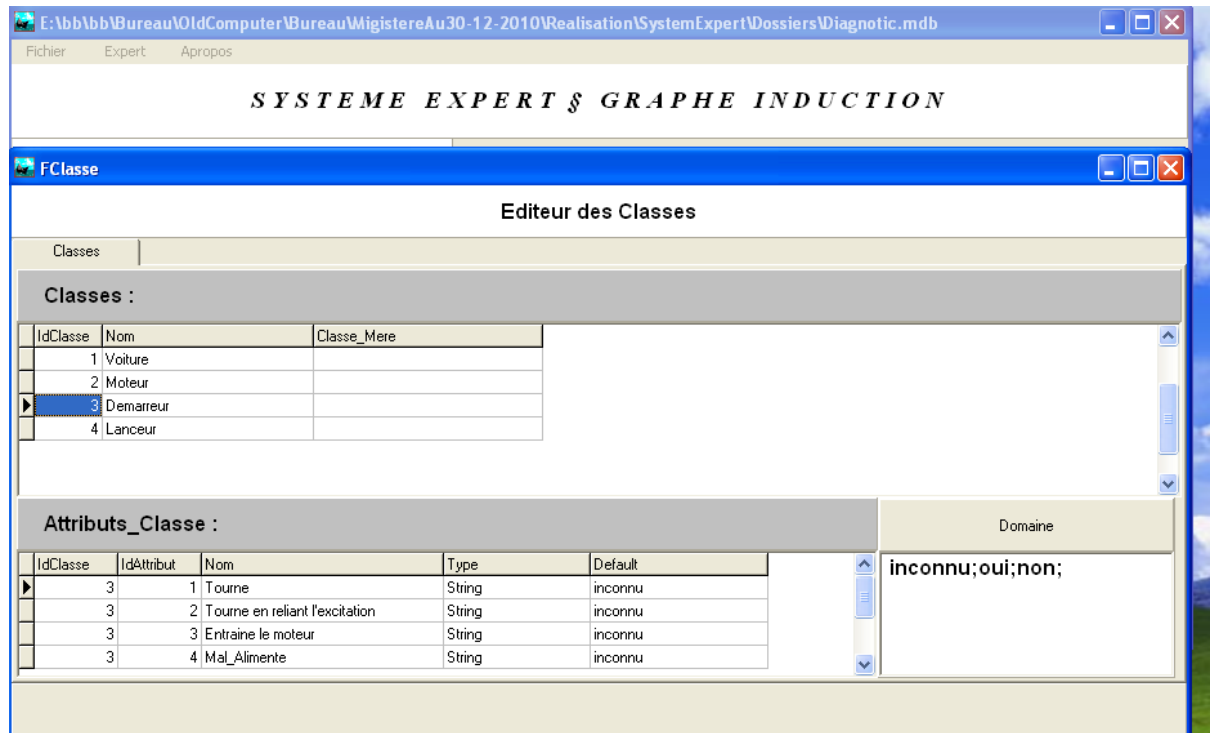 E:\bb\bb\Bureau\OldComputer\Bureau\MigistereAu30-12-2010\Realisation\SystemExpert\Dossiers\Diagnotic.mdb
Fichier Expert Apropos
SYSTEME EXPERT § GRAPHE INDUCTION
FClasse
Editeur des Classes
Classes
Classes :
IdClasse Nom Classe_Mere
1 Voiture
2 Moteur
3 Demarreur
4 Lanceur
Attributs_Classe : Domaine
IdClasse IdAttribut Nom Type Default
3 1 Tourne String inconnu
3 2 Tourne en reliant l'excitation String inconnu
3 3 Entraine le moteur String inconnu
3 4 Mal_Alimente String inconnu
inconnu;oui;non;